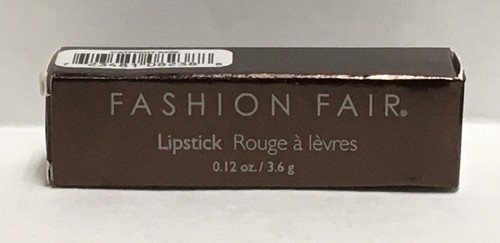 FASHION FAIR®
Lipstick Rouge à lèvres
0.12 oz. / 3.6 g